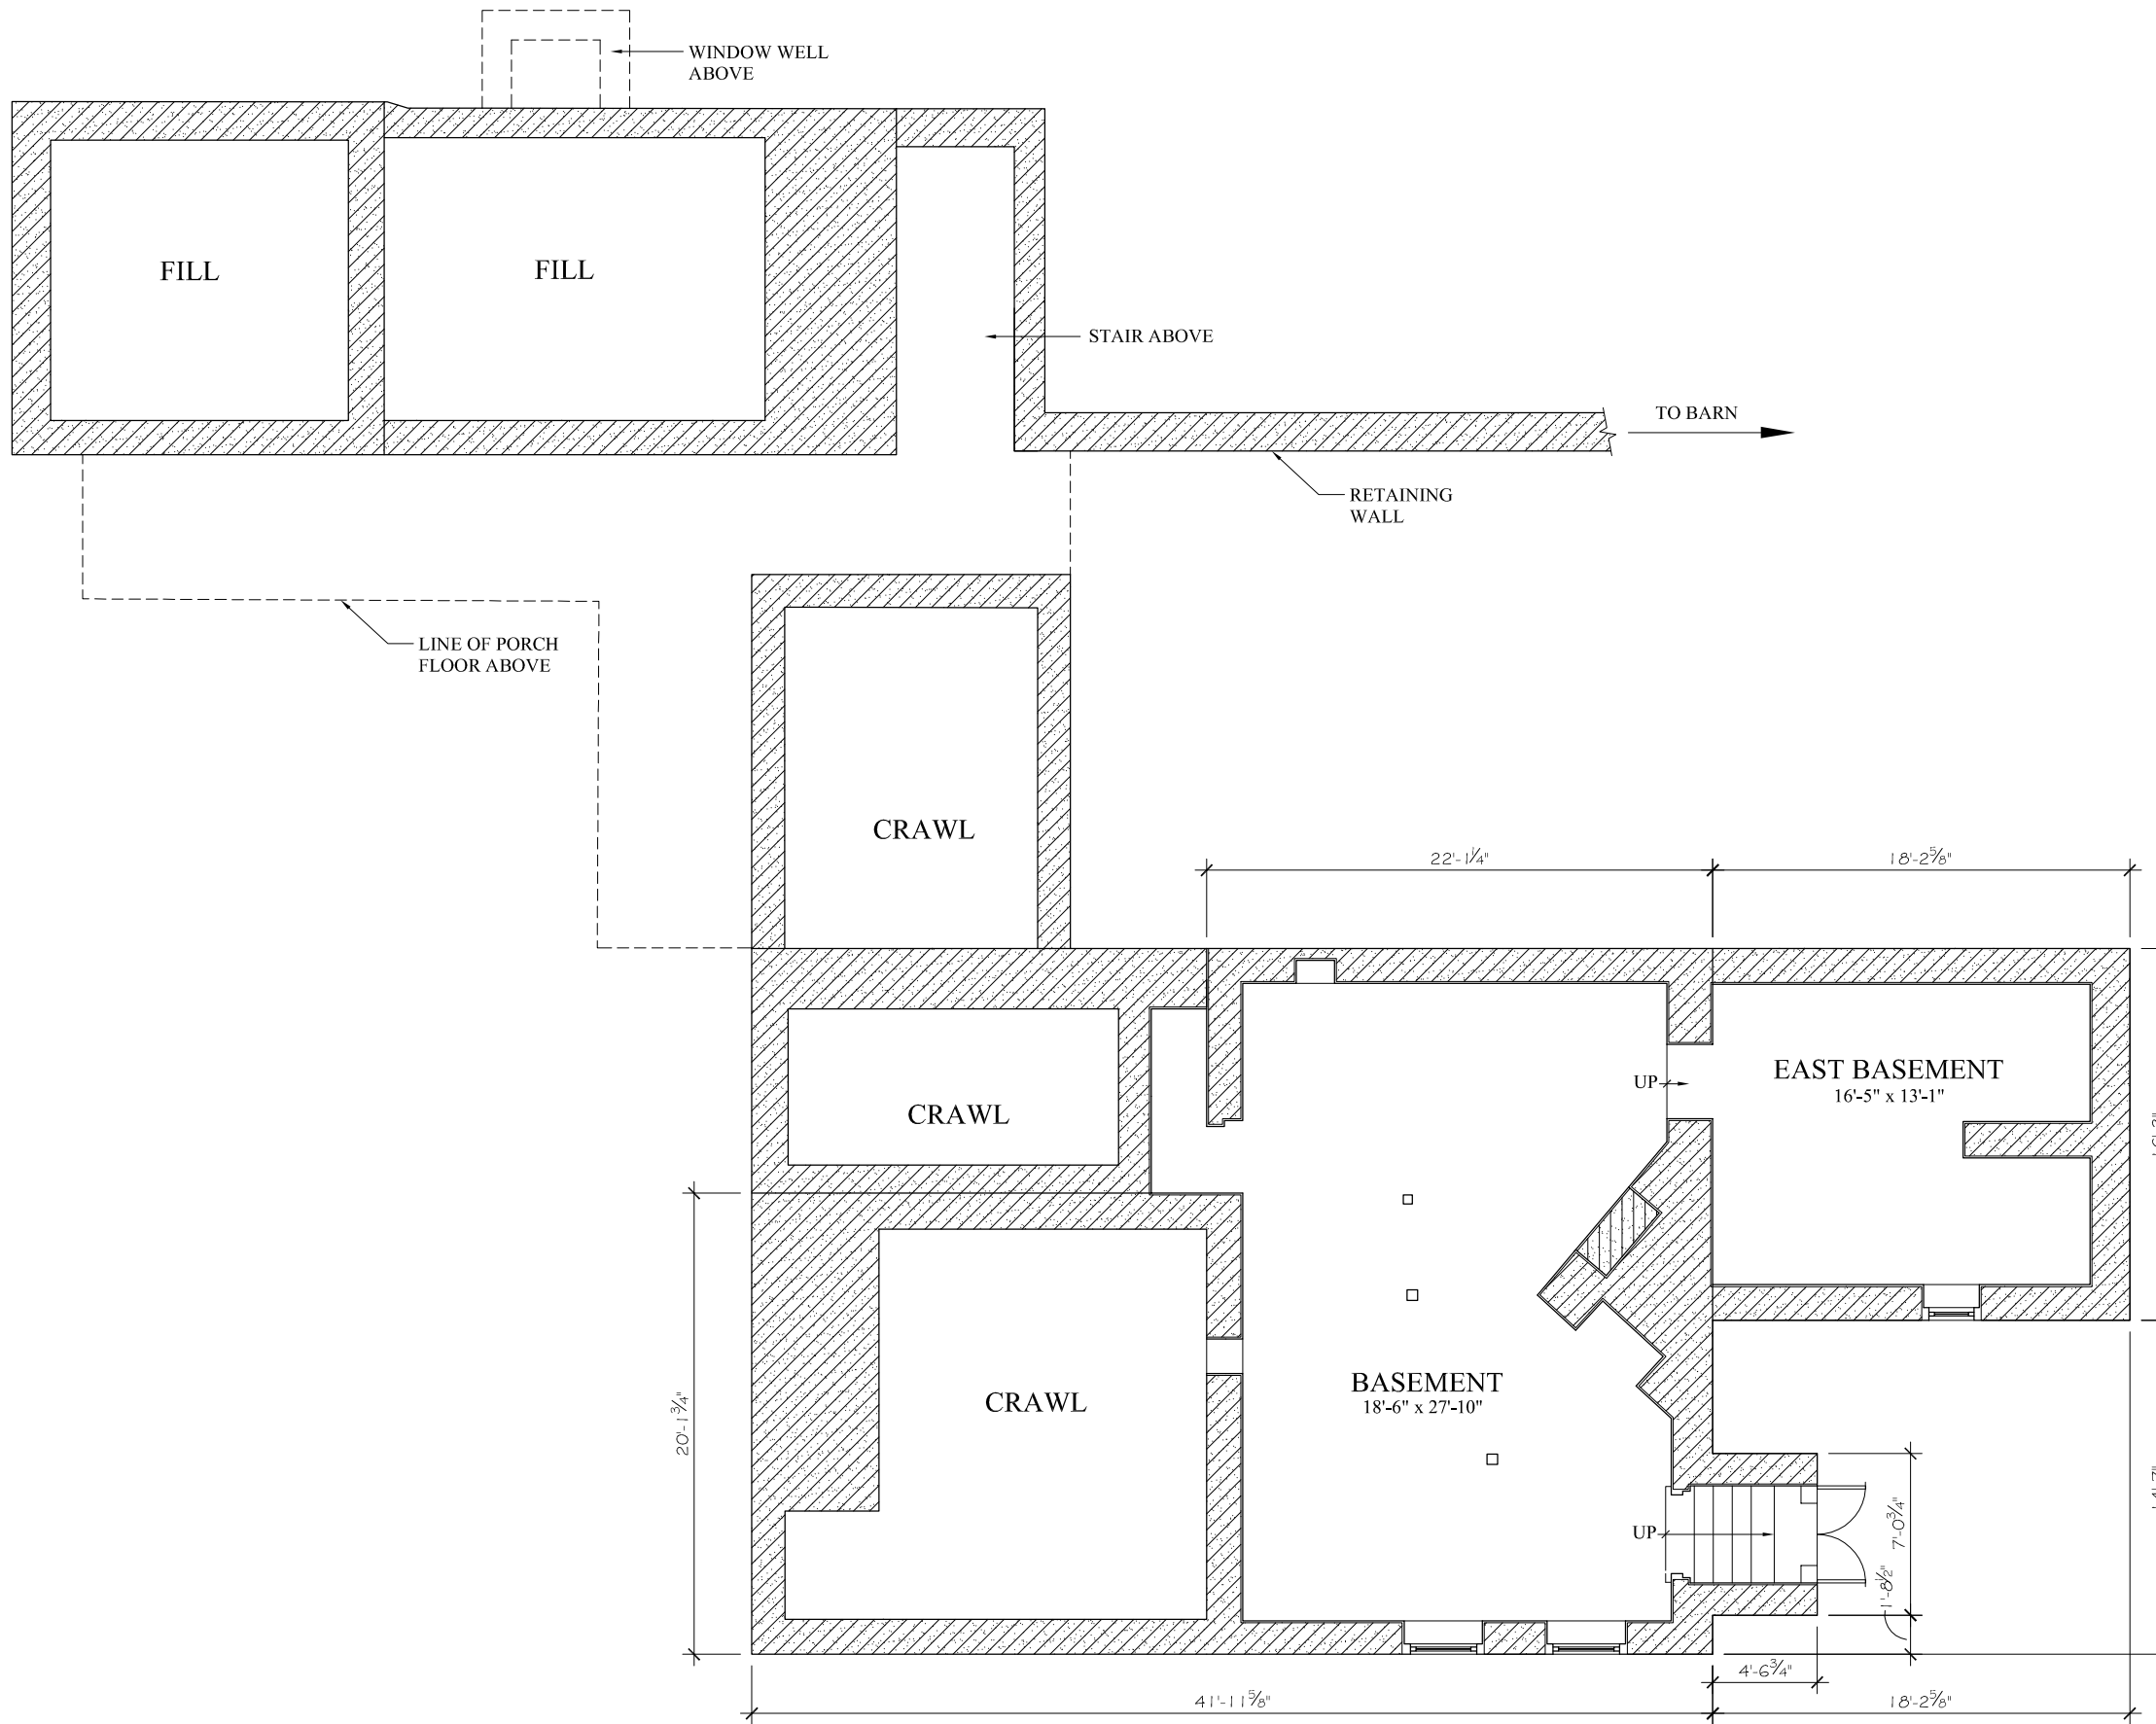 WINDOW WELL
ABOVE
FILL
FILL
STAIR ABOVE
TO BARN
RETAINING
WALL
LINE OF PORCH
FLOOR ABOVE
CRAWL
22'-1¼"
18'-2⅝"
EAST BASEMENT
16'-5" x 13'-1"
UP
CRAWL
20'-1¾"
CRAWL
BASEMENT
18'-6" x 27'-10"
UP
7'-0¾"
1'-8½"
4'-6¾"
41'-11⅝"
18'-2⅝"